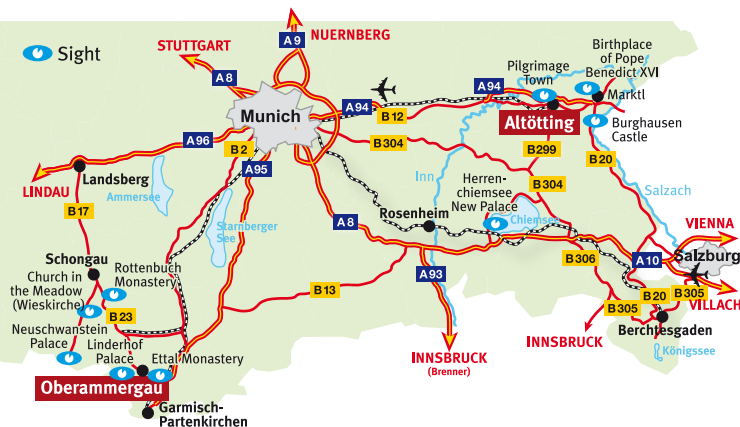 Sight
STUTTGART
A 8
A 9
NUERNBERG
Munich
A 94
B 12
B 304
A 94
Pilgrimage
Town
Altötting
Birthplace
of Pope
Benedict XVI
Marktl
Burghausen
Castle
B 299
B 20
B 304
Inn
Salzach
A 96
B 2
A 95
LINDAU
Landsberg
Ammersee
B 17
Starnberger
See
Herren-
chiemsee
New Palace
Chiemsee
Rosenheim
A 8
A 93
B 13
B 306
A 10
VIENNA
Salzburg
VILLACH
B 20
B 305
B 305
Berchtesgaden
Königssee
INNSBRUCK
INNSBRUCK
(Brenner)
Schongau
Church in
the Meadow
(Wieskirche)
Rottenbuch
Monastery
B 23
Neuschwanstein
Palace
Linderhof
Palace
Ettal Monastery
Oberammergau
Garmisch-
Partenkirchen